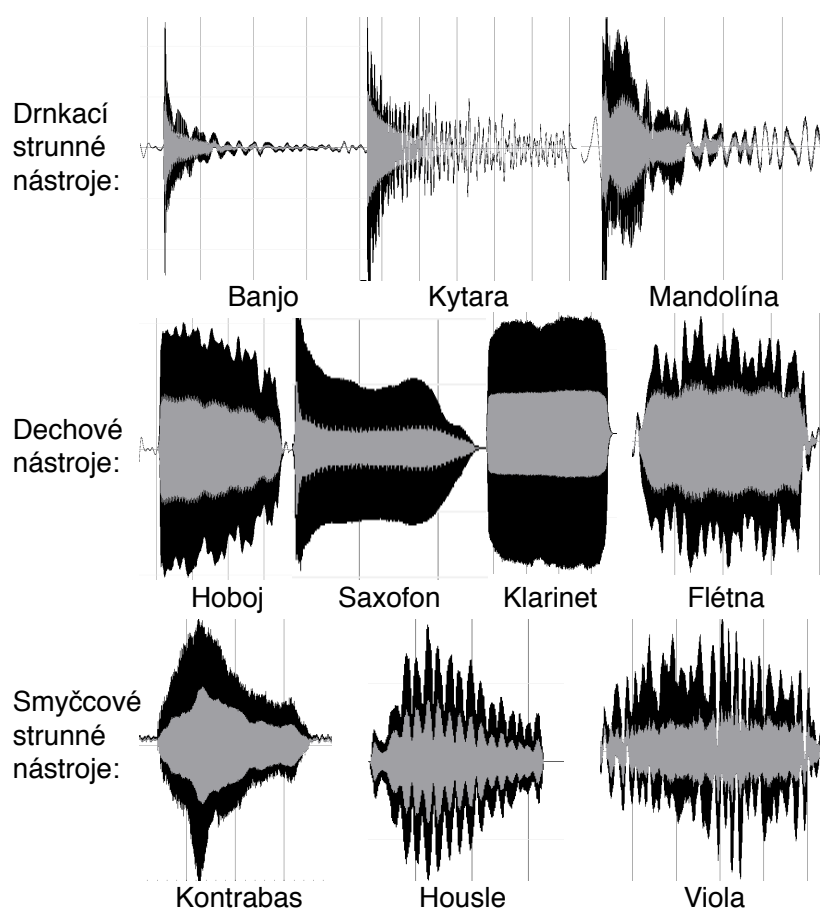 Drnkací
strunné
nástroje:
Banjo
Kytara
Mandolína
Dechové
nástroje:
Hoboj
Saxofon
Klarinet
Flétna
Smyčcové
strunné
nástroje:
Kontrabas
Housle
Viola